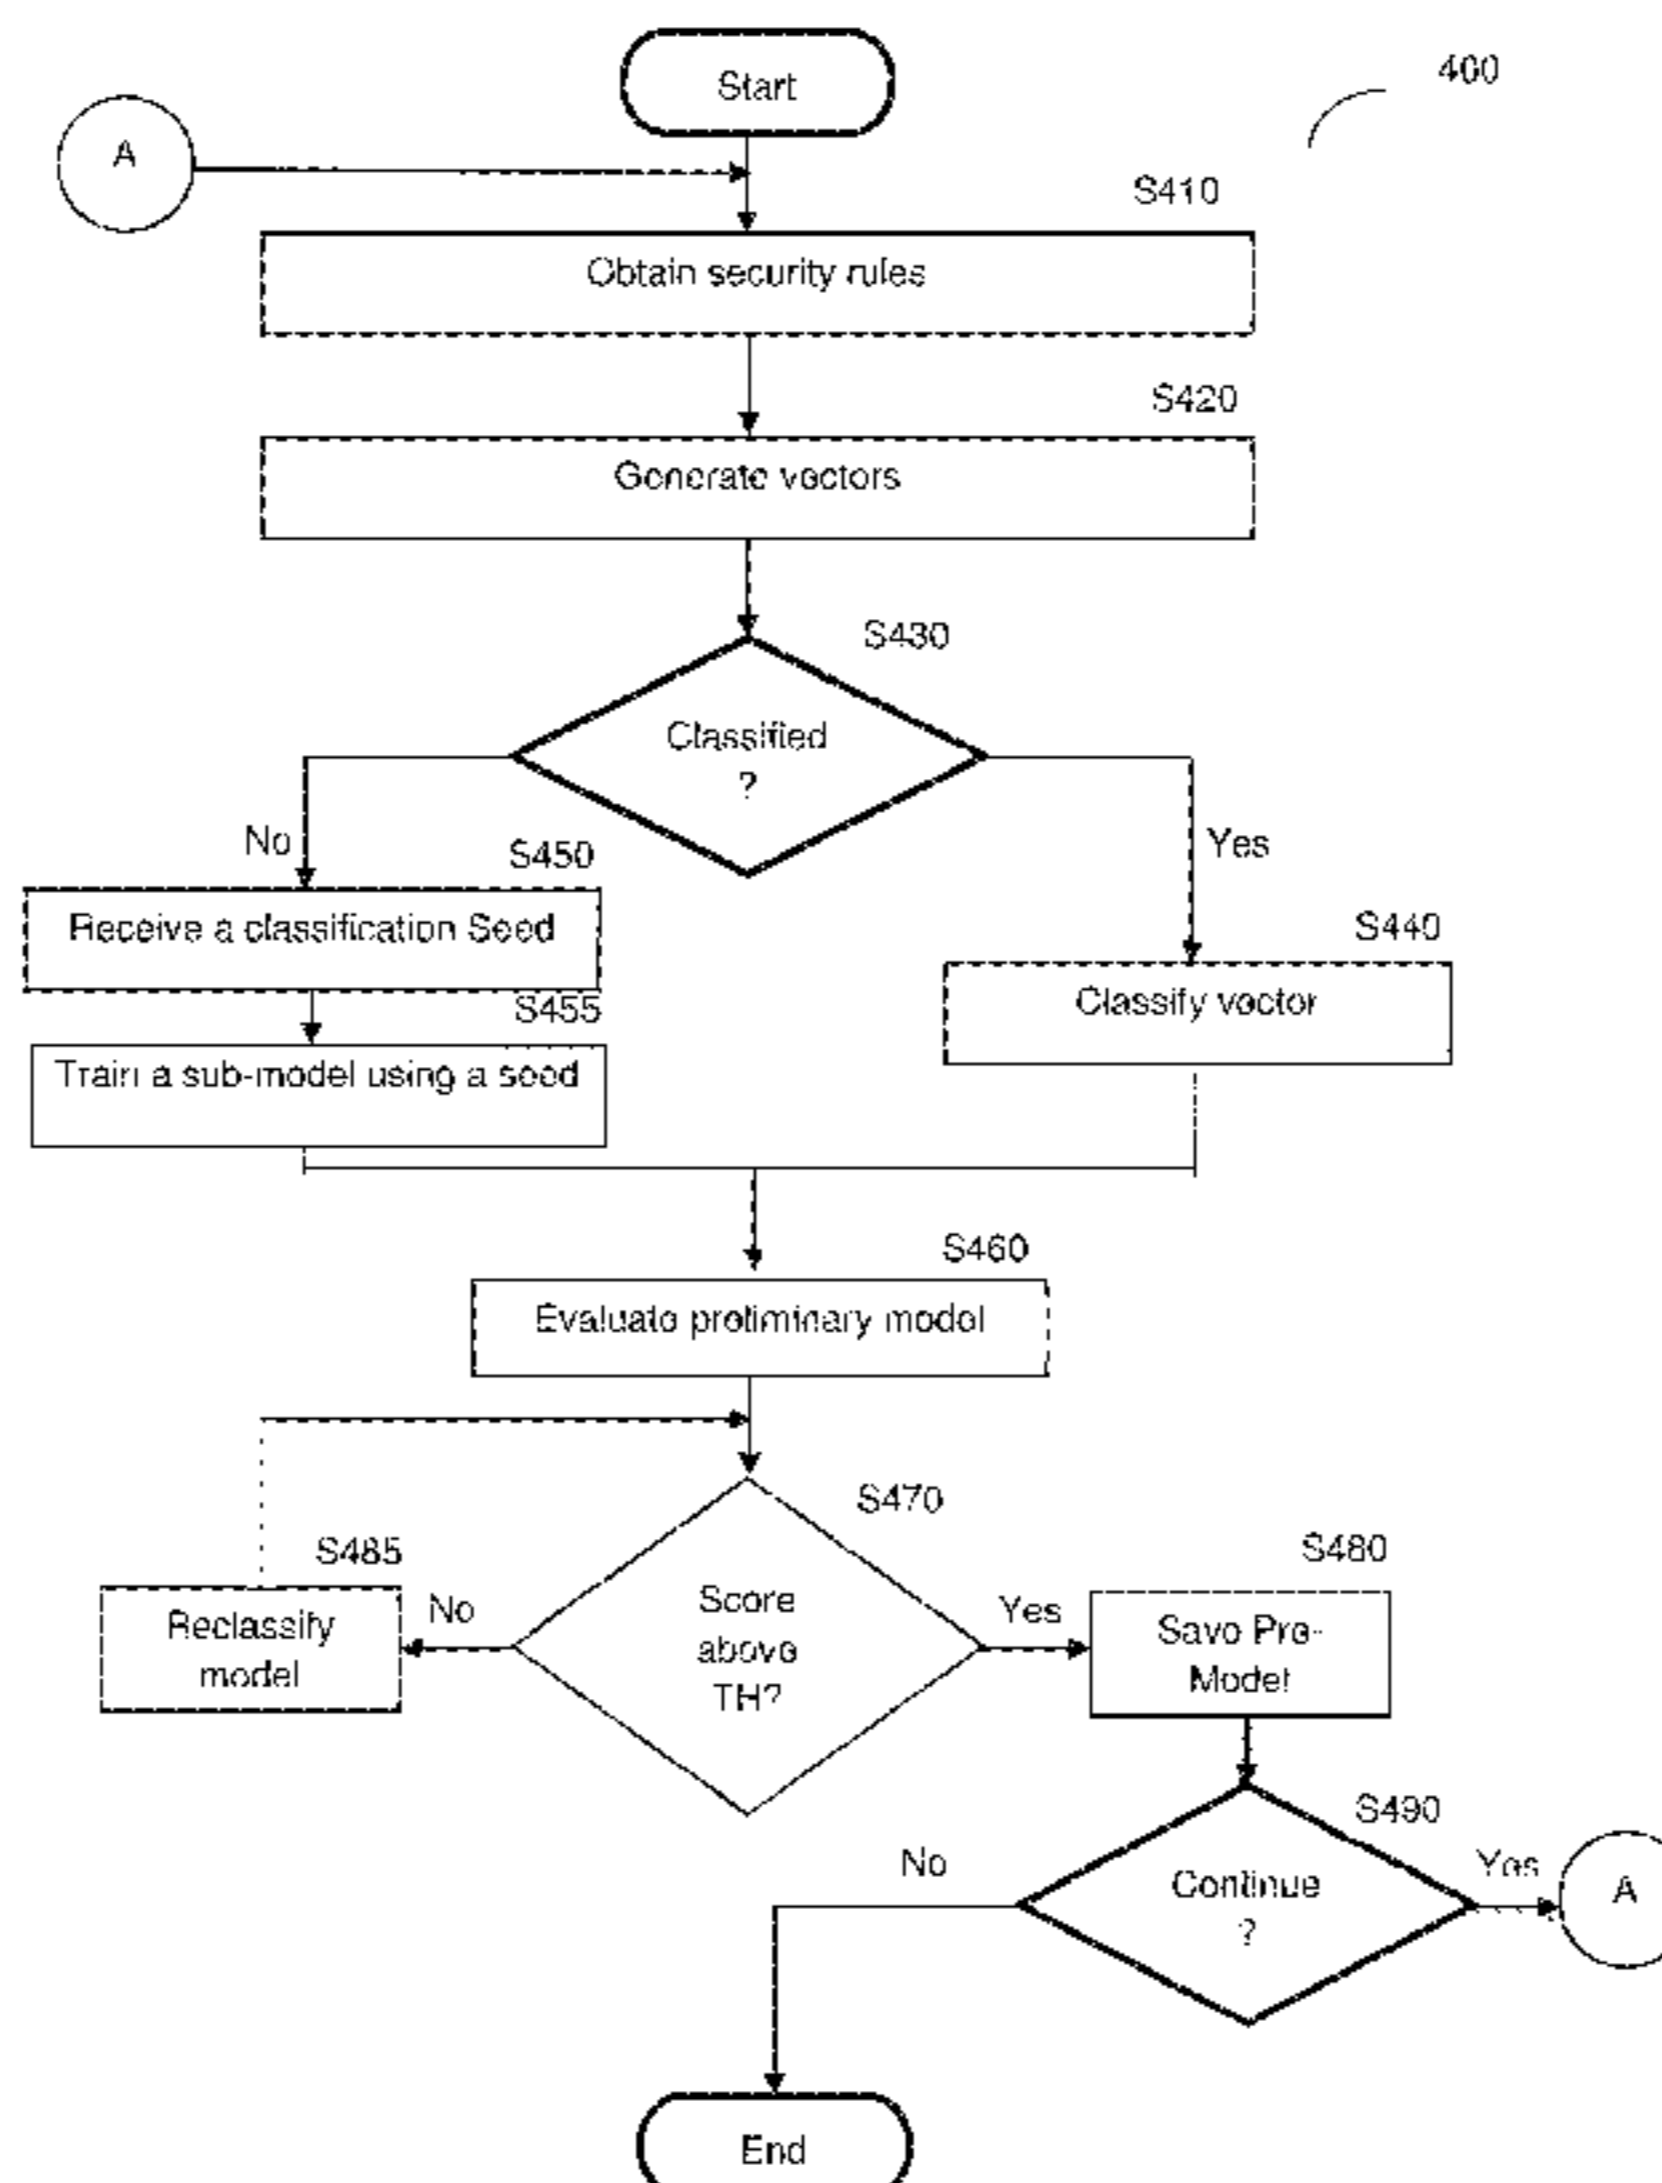 Start
400
A
S410
Obtain security rules
S420
Generate vectors
S430
Classified
?
No
Yes
S450
Receive a classification Seed
S440
Classify vector
S455
Train a sub-model using a seed
S460
Evaluate preliminary model
S470
S485
S480
Reclassify
model
No
Score
above
TH?
Yes
Save Pre-
Model
S490
No
Continue
?
Yes
A
End